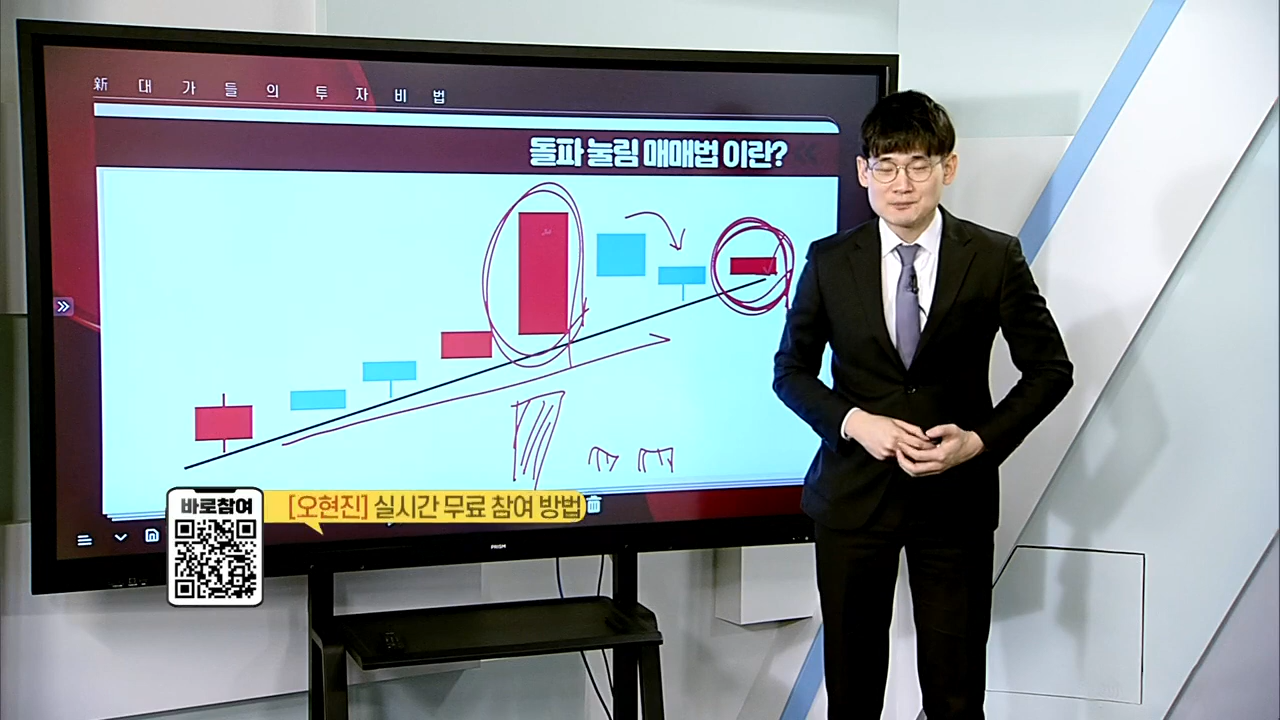 新 대 가 들 의 투 자 비 법
돌파 눌림 매매법 이란?
바로참여
[오현진] 실시간 무료 참여 방법
PRISM